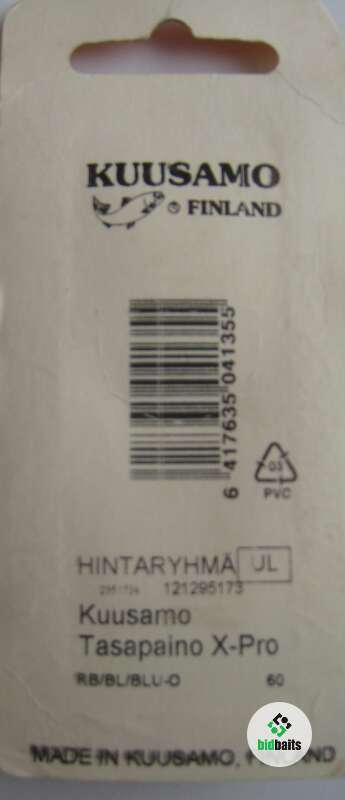 KUUSAMO
® FINLAND
6 417635 041355
03
PVC
HINTARYHMÄ UL
121295173
Kuusamo
Tasapaino X-Pro
RB/BL/BLU-O 60
bidbaits
MADE IN KUUSAMO, FINLAND